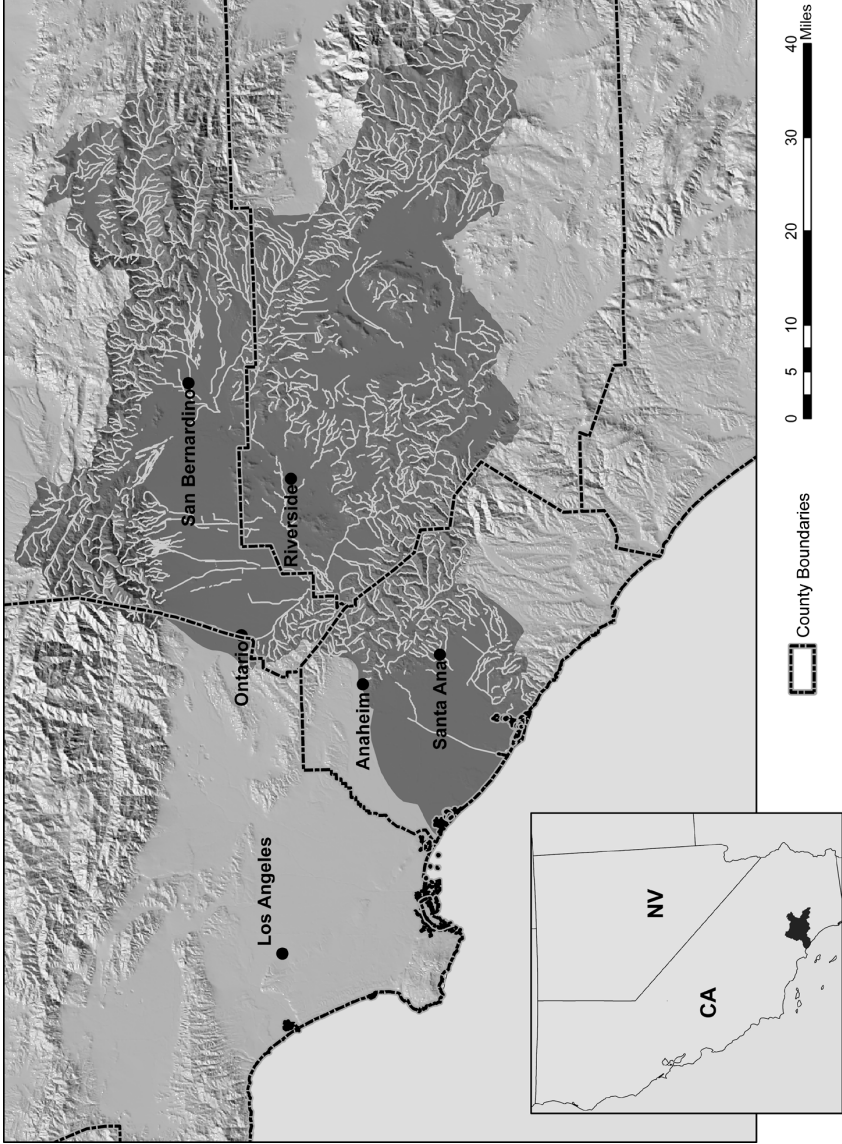 San Bernardino
Riverside
Ontario
Anaheim
Santa Ana
Los Angeles
NV
CA
County Boundaries
0 5 10 20 30 40
Miles